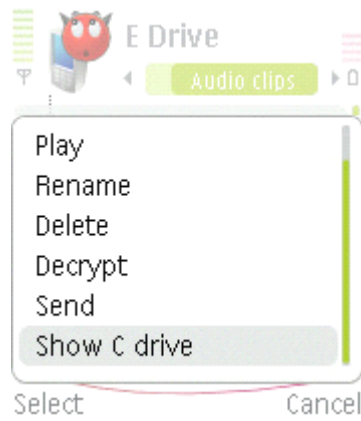 E Drive
Audio clips
Play
Rename
Delete
Decrypt
Send
Show C drive
Select Cancel